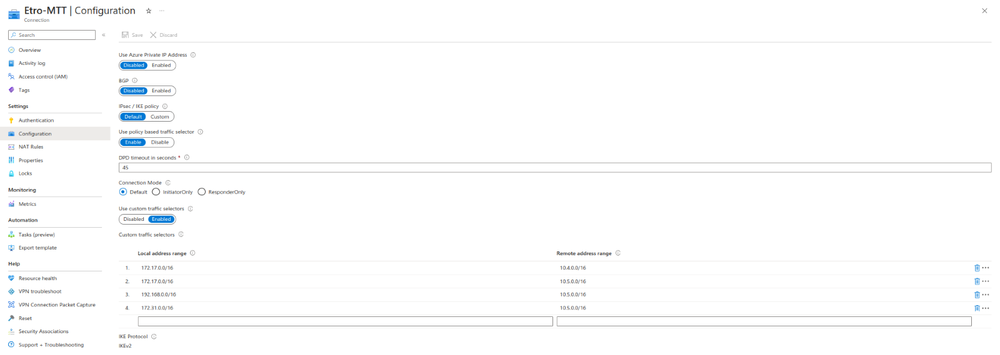 Etro-MTT | Configuration
Connection
Search
Save Discard
Overview
Activity log
Access control (IAM)
Tags
Settings
Authentication
Configuration
NAT Rules
Properties
Locks
Monitoring
Metrics
Automation
Tasks (preview)
Export template
Help
Resource health
VPN troubleshoot
VPN Connection Packet Capture
Reset
Security Associations
Support + Troubleshooting
Use Azure Private IP Address
Disabled Enabled
BGP
Disabled Enabled
IPsec / IKE policy
Default Custom
Use policy based traffic selector
Enable Disable
DPD timeout in seconds *
45
Connection Mode
Default InitiatorOnly ResponderOnly
Use custom traffic selectors
Disabled Enabled
Custom traffic selectors
Local address range Remote address range
1. 172.17.0.0/16 10.4.0.0/16
2. 172.17.0.0/16 10.5.0.0/16
3. 192.168.0.0/16 10.5.0.0/16
4. 172.31.0.0/16 10.5.0.0/16
IKE Protocol
IKEv2